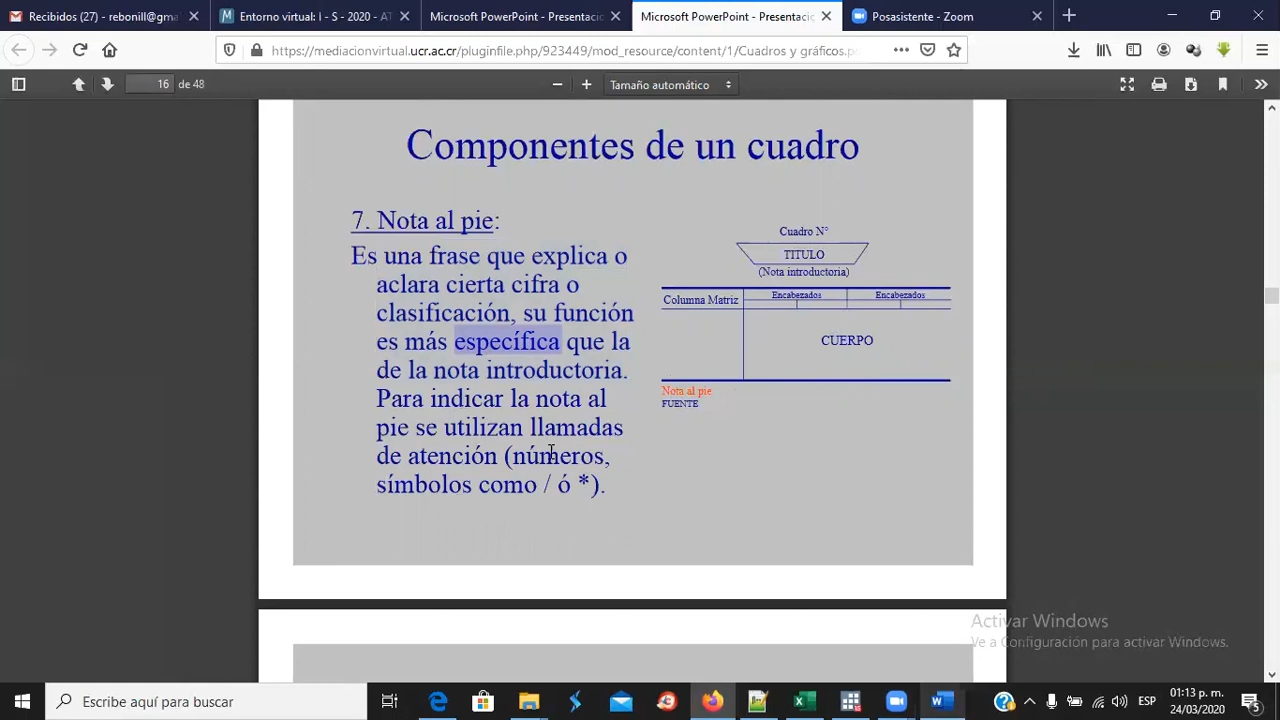 Recibidos (27) - rebonill@gma
Entorno virtual: I - S - 2020 - AT
Microsoft PowerPoint - Presentacio
Microsoft PowerPoint - Presentacio
Posasistente - Zoom
https://mediacionvirtual.ucr.ac.cr/pluginfile.php/923449/mod_resource/content/1/Cuadros y gráficos.p
16 de 48
Tamaño automático
Componentes de un cuadro
7. Nota al pie:
Es una frase que explica o
aclara cierta cifra o
clasificación, su función
es más específica que la
de la nota introductoria.
Para indicar la nota al
pie se utilizan llamadas
de atención (números,
símbolos como / ó *).
Cuadro N°
TITULO
(Nota introductoria)
Columna Matriz
Encabezados
Encabezados
CUERPO
Nota al pie
FUENTE
Activar Windows
Ve a Configuración para activar Windows.
Escribe aquí para buscar
ESP
01:13 p. m.
24/03/2020
5